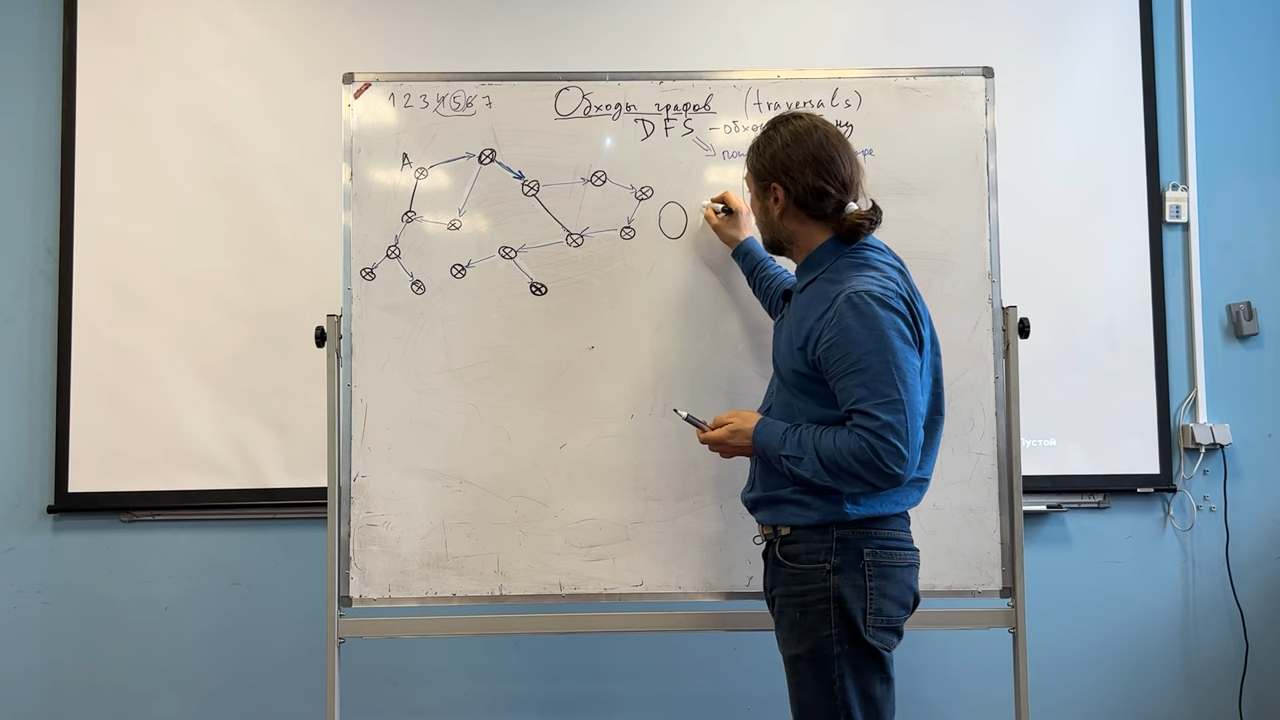 1 2 3 4 5 6 7
Обходы графов (traversals)
DFS –
A
O
Пустой